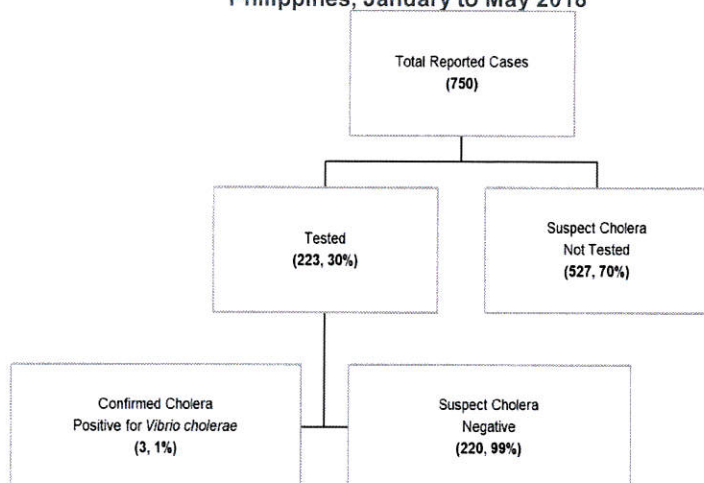 Philippines, January to May 2018
Total Reported Cases
(750)
Tested
(223, 30%)
Suspect Cholera
Not Tested
(527, 70%)
Confirmed Cholera
Positive for Vibrio cholerae
(3, 1%)
Suspect Cholera
Negative
(220, 99%)